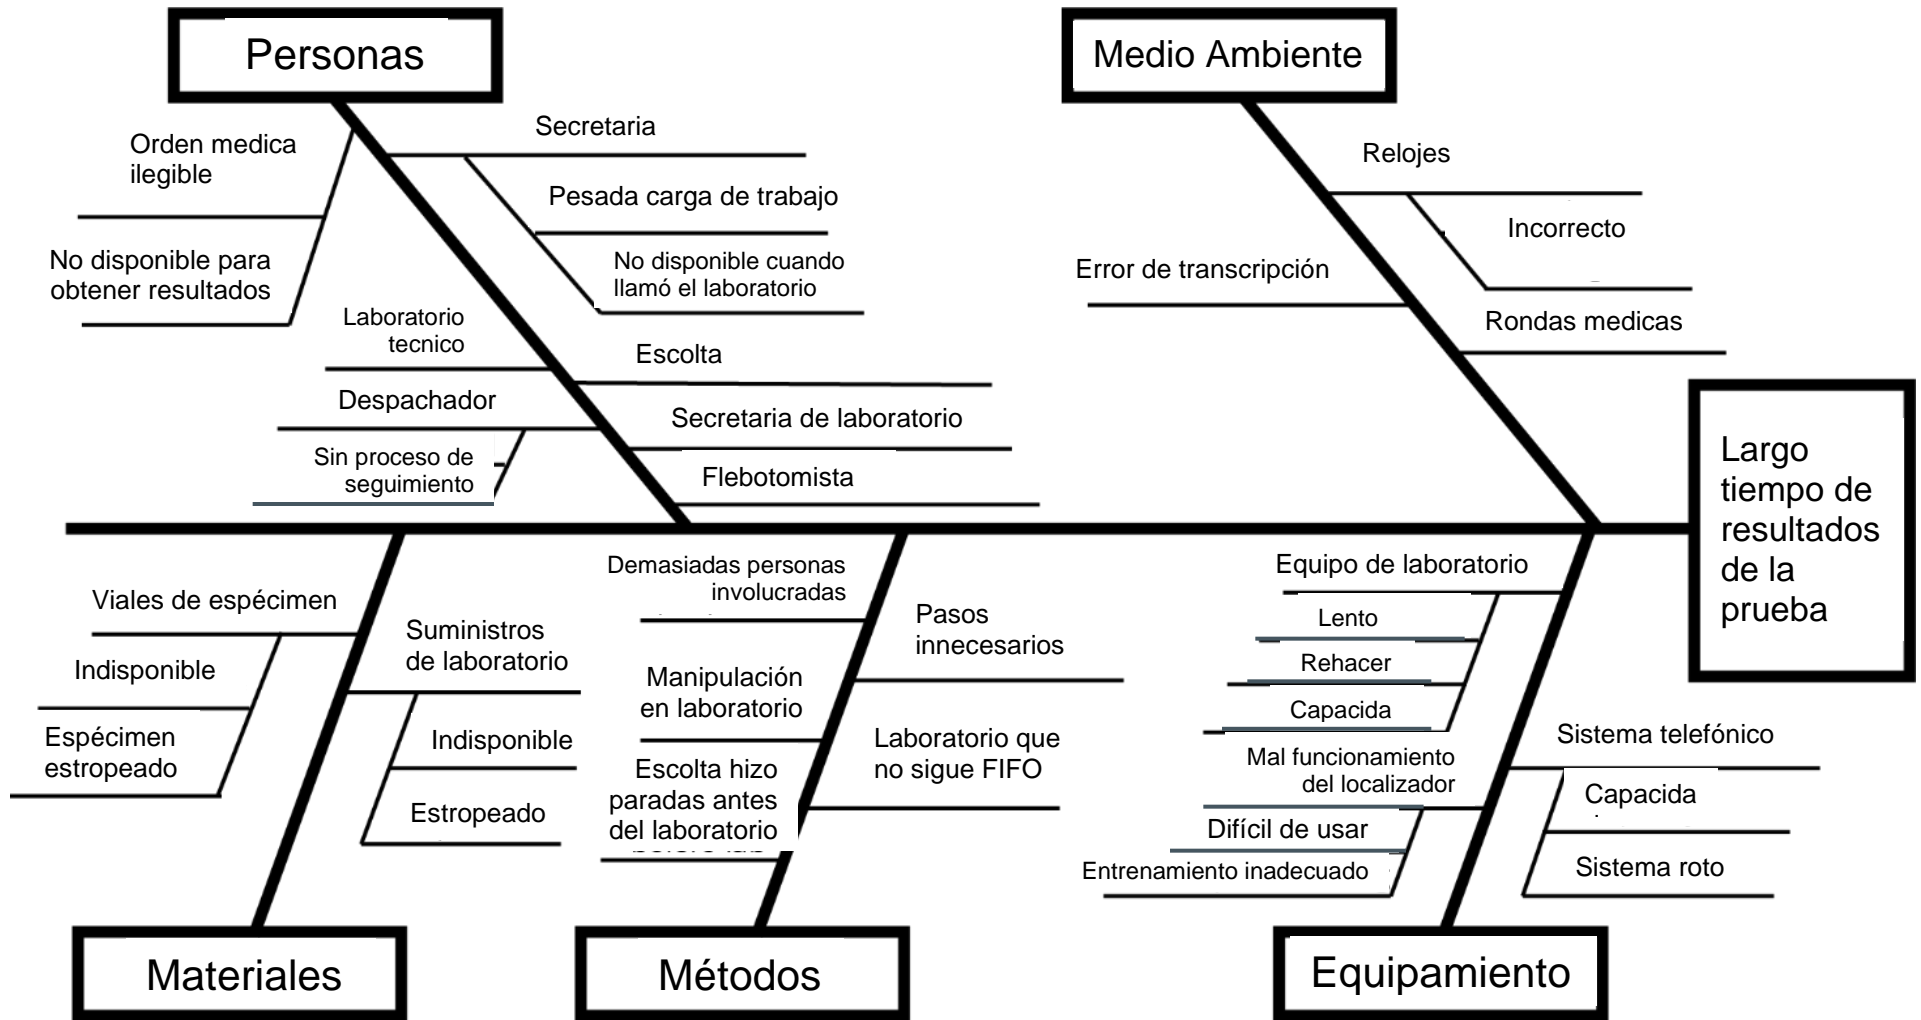 Personas
Medio Ambiente
Orden medica
ilegible
No disponible para
obtener resultados
Secretaria
Pesada carga de trabajo
No disponible cuando
llamó el laboratorio
Laboratorio
tecnico
Despachador
Sin proceso de
seguimiento
Escolta
Secretaria de laboratorio
Flebotomista
Relojes
Incorrecto
Error de transcripción
Rondas medicas
Largo
tiempo de
resultados
de la
prueba
Viales de espécimen
Indisponible
Espécimen
estropeado
Suministros
de laboratorio
Indisponible
Estropeado
Demasiadas personas
involucradas
Manipulación
en laboratorio
Escolta hizo
paradas antes
del laboratorio
Pasos
innecesarios
Laboratorio que
no sigue FIFO
Equipo de laboratorio
Lento
Rehacer
Capacida
Mal funcionamiento
del localizador
Difícil de usar
Entrenamiento inadecuado
Sistema telefónico
Capacida
Sistema roto
Materiales
Métodos
Equipamiento